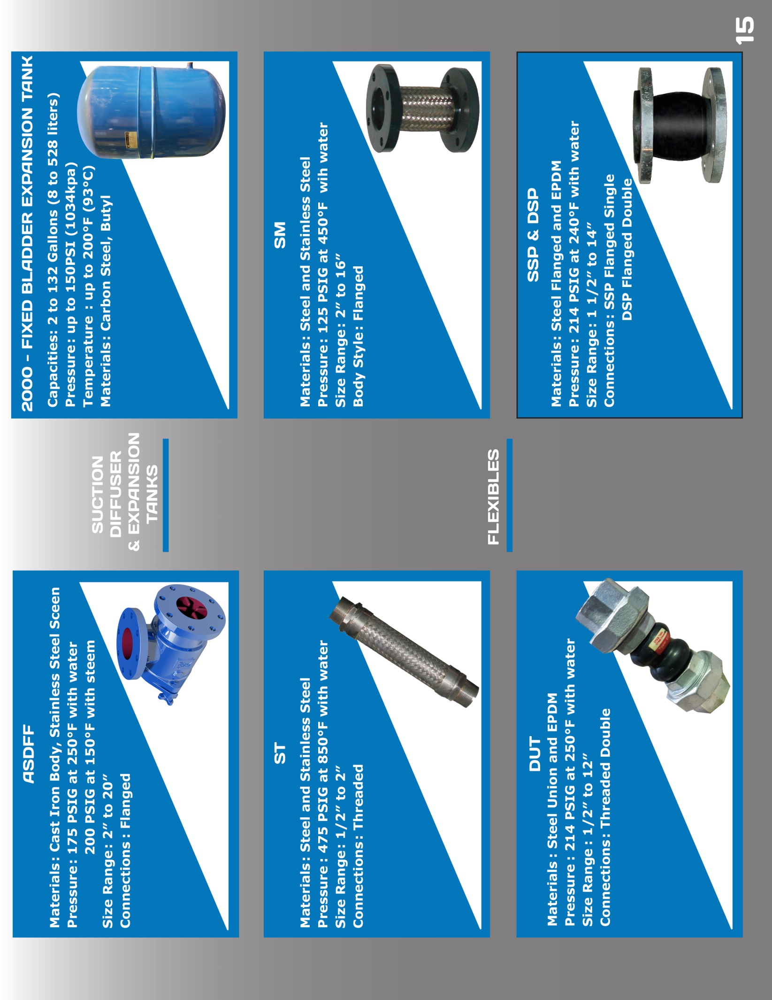 ASDFF
Materials : Cast Iron Body, Stainless Steel Sceen
Pressure : 175 PSIG at 250°F with water
200 PSIG at 150°F with steem
Size Range : 2” to 20”
Connections : Flanged
SUCTION
DIFFUSER
& EXPANSION
TANKS
2000 - FIXED BLADDER EXPANSION TANK
Capacities: 2 to 132 Gallons (8 to 528 liters)
Pressure : up to 150PSI (1034kpa)
Temperature : up to 200°F (93°C)
Materials : Carbon Steel, Butyl
ST
Materials : Steel and Stainless Steel
Pressure : 475 PSIG at 850°F with water
Size Range : 1/2” to 2”
Connections : Threaded
SM
Materials : Steel and Stainless Steel
Pressure : 125 PSIG at 450°F wih water
Size Range : 2” to 16”
Body Style : Flanged
FLEXIBLES
DUT
Materials : Steel Union and EPDM
Pressure : 214 PSIG at 250°F with water
Size Range : 1/2” to 12”
Connections : Threaded Double
SSP & DSP
Materials : Steel Flanged and EPDM
Pressure : 214 PSIG at 240°F with water
Size Range : 1 1/2” to 14”
Connections : SSP Flanged Single
DSP Flanged Double
15